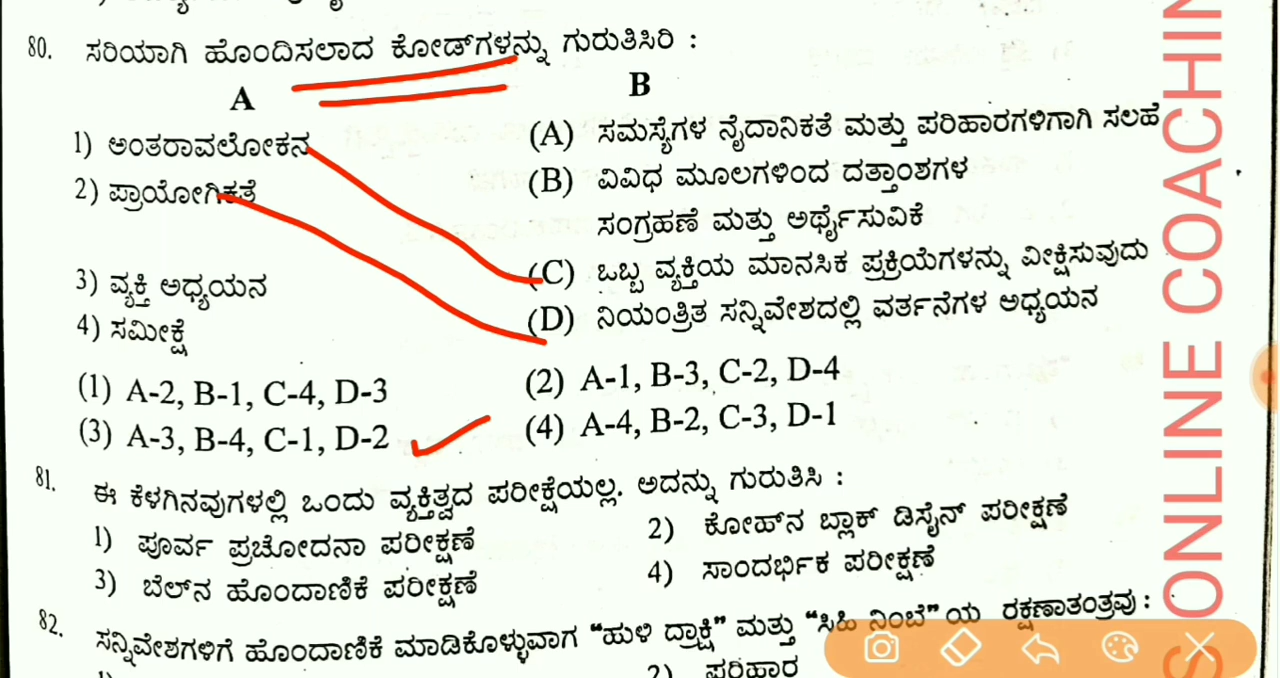 80. ಸರಿಯಾಗಿ ಹೊಂದಿಸಲಾದ ಕೋಡ್‌ಗಳನ್ನು ಗುರುತಿಸಿರಿ :
A B
1) ಅಂತರಾವಲೋಕನ (A) ಸಮಸ್ಯೆಗಳ ನೈದಾನಿಕತೆ ಮತ್ತು ಪರಿಹಾರಗಳಿಗಾಗಿ ಸಲಹೆ
2) ಪ್ರಾಯೋಗಿಕತೆ (B) ವಿವಿಧ ಮೂಲಗಳಿಂದ ದತ್ತಾಂಶಗಳ
ಸಂಗ್ರಹಣೆ ಮತ್ತು ಅರ್ಥೈಸುವಿಕೆ
3) ವ್ಯಕ್ತಿ ಅಧ್ಯಯನ (C) ಒಬ್ಬ ವ್ಯಕ್ತಿಯ ಮಾನಸಿಕ ಪ್ರಕ್ರಿಯೆಗಳನ್ನು ವೀಕ್ಷಿಸುವುದು
4) ಸಮೀಕ್ಷೆ (D) ನಿಯಂತ್ರಿತ ಸನ್ನಿವೇಶದಲ್ಲಿ ವರ್ತನೆಗಳ ಅಧ್ಯಯನ
(1) A-2, B-1, C-4, D-3 (2) A-1, B-3, C-2, D-4
(3) A-3, B-4, C-1, D-2 (4) A-4, B-2, C-3, D-1
81. ಈ ಕೆಳಗಿನವುಗಳಲ್ಲಿ ಒಂದು ವ್ಯಕ್ತಿತ್ವದ ಪರೀಕ್ಷೆಯಲ್ಲ. ಅದನ್ನು ಗುರುತಿಸಿ :
1) ಪೂರ್ವ ಪ್ರಚೋದನಾ ಪರೀಕ್ಷಣೆ 2) ಕೋಹ್‌ನ ಬ್ಲಾಕ್ ಡಿಸೈನ್ ಪರೀಕ್ಷಣೆ
3) ಬೆಲ್‌ನ ಹೊಂದಾಣಿಕೆ ಪರೀಕ್ಷಣೆ 4) ಸಾಂದರ್ಭಿಕ ಪರೀಕ್ಷಣೆ
82. ಸನ್ನಿವೇಶಗಳಿಗೆ ಹೊಂದಾಣಿಕೆ ಮಾಡಿಕೊಳ್ಳುವಾಗ “ಹುಳಿ ದ್ರಾಕ್ಷಿ” ಮತ್ತು “ಸಿಹಿ ನಿಂಬೆ” ಯ ರಕ್ಷಣಾತಂತ್ರವು :
2) ಪರಿಹಾರ
S ONLINE COACHIN